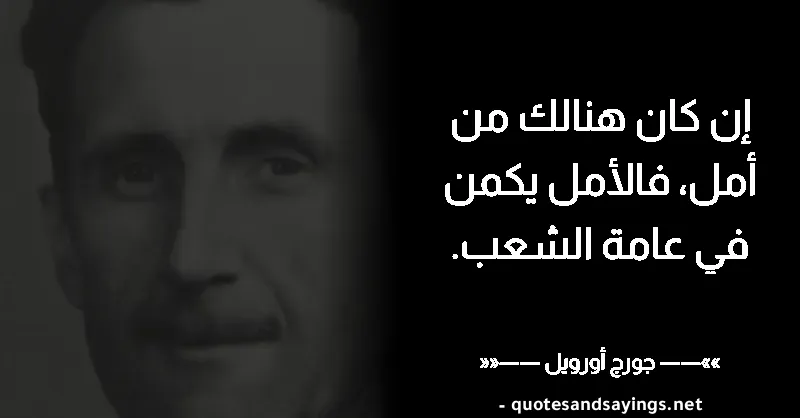 إن كان هنالك من
أمل، فالأمل يكمن
في عامة الشعب.
»»—— جورج أورويل ——««
- quotesandsayings.net